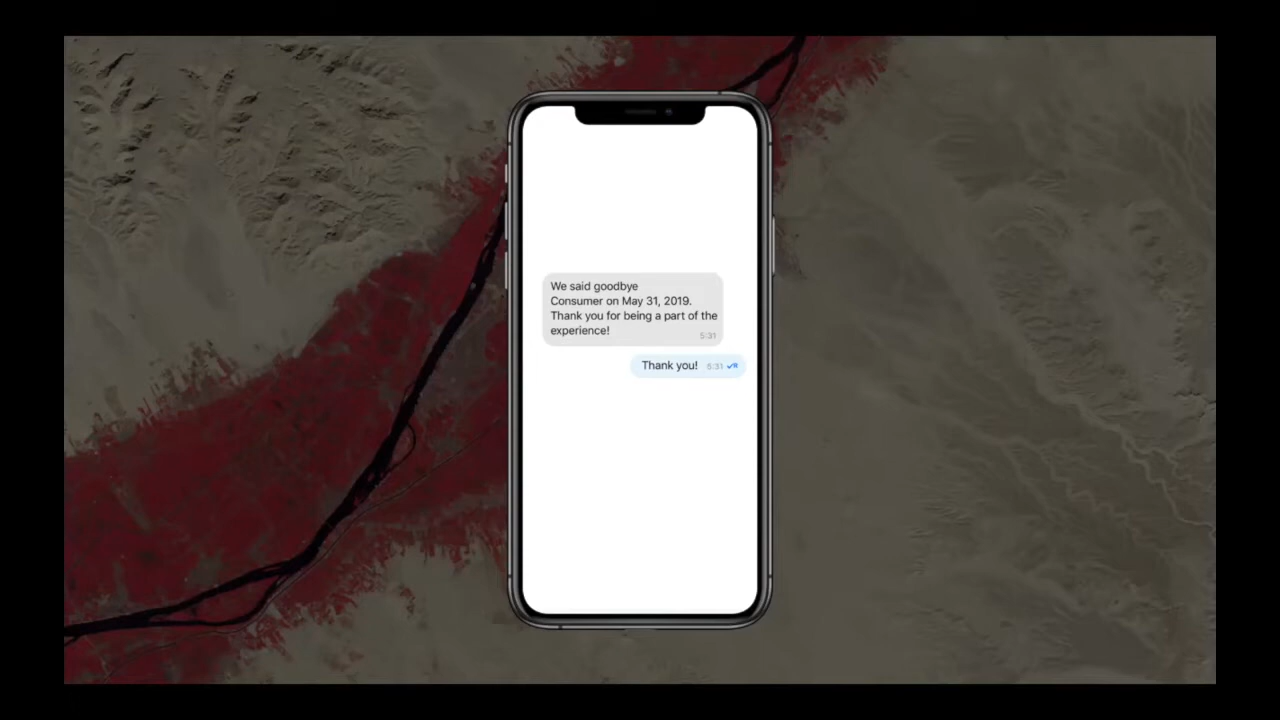 We said goodbye
Consumer on May 31, 2019.
Thank you for being a part of the
experience!
5:31
Thank you! 5:31